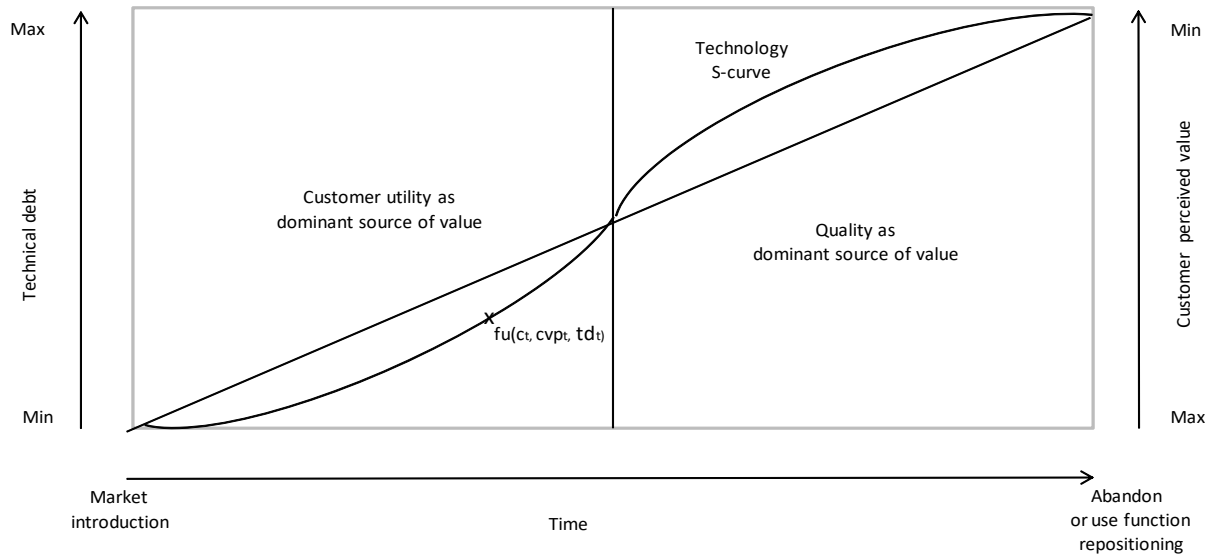 Max
Min
Technology
S-curve
Customer utility as
dominant source of value
Technical debt
Quality as
dominant source of value
Customer perceived value
x
fu(ct, cvpt, tdt)
Min
Max
Market
introduction
Time
Abandon
or use function
repositioning